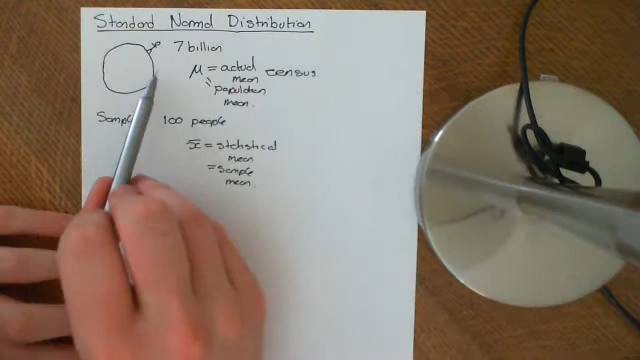 Standard Normal Distribution
7 billion
μ = actual census
mean
= population
mean.
Sample 100 people
x̄ = statistical
mean
= sample
mean.